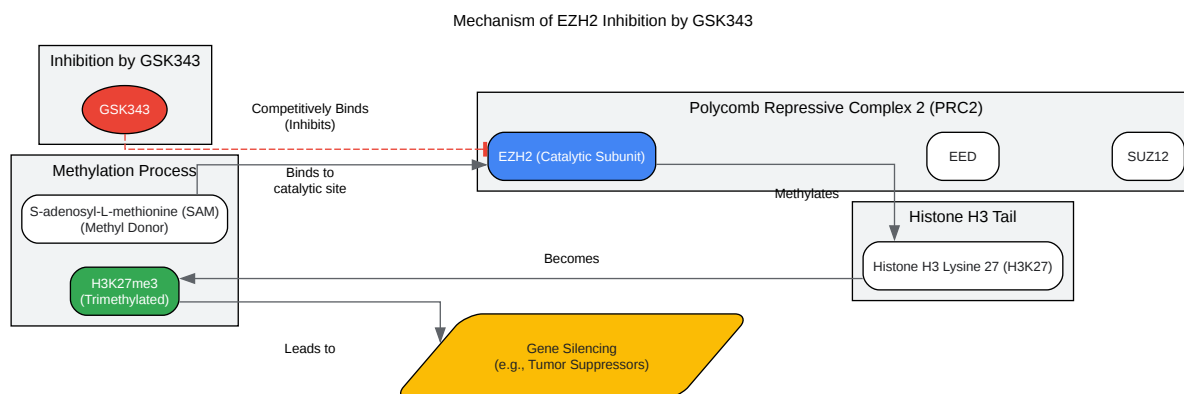 Mechanism of EZH2 Inhibition by GSK343
Inhibition by GSK343
GSK343
Competitively Binds
(Inhibits)
Polycomb Repressive Complex 2 (PRC2)
EZH2 (Catalytic Subunit)
EED
SUZ12
Methylation Process
Binds to
catalytic site
S-adenosyl-L-methionine (SAM)
(Methyl Donor)
Methylates
Histone H3 Tail
Histone H3 Lysine 27 (H3K27)
Becomes
H3K27me3
(Trimethylated)
Leads to
Gene Silencing
(e.g., Tumor Suppressors)